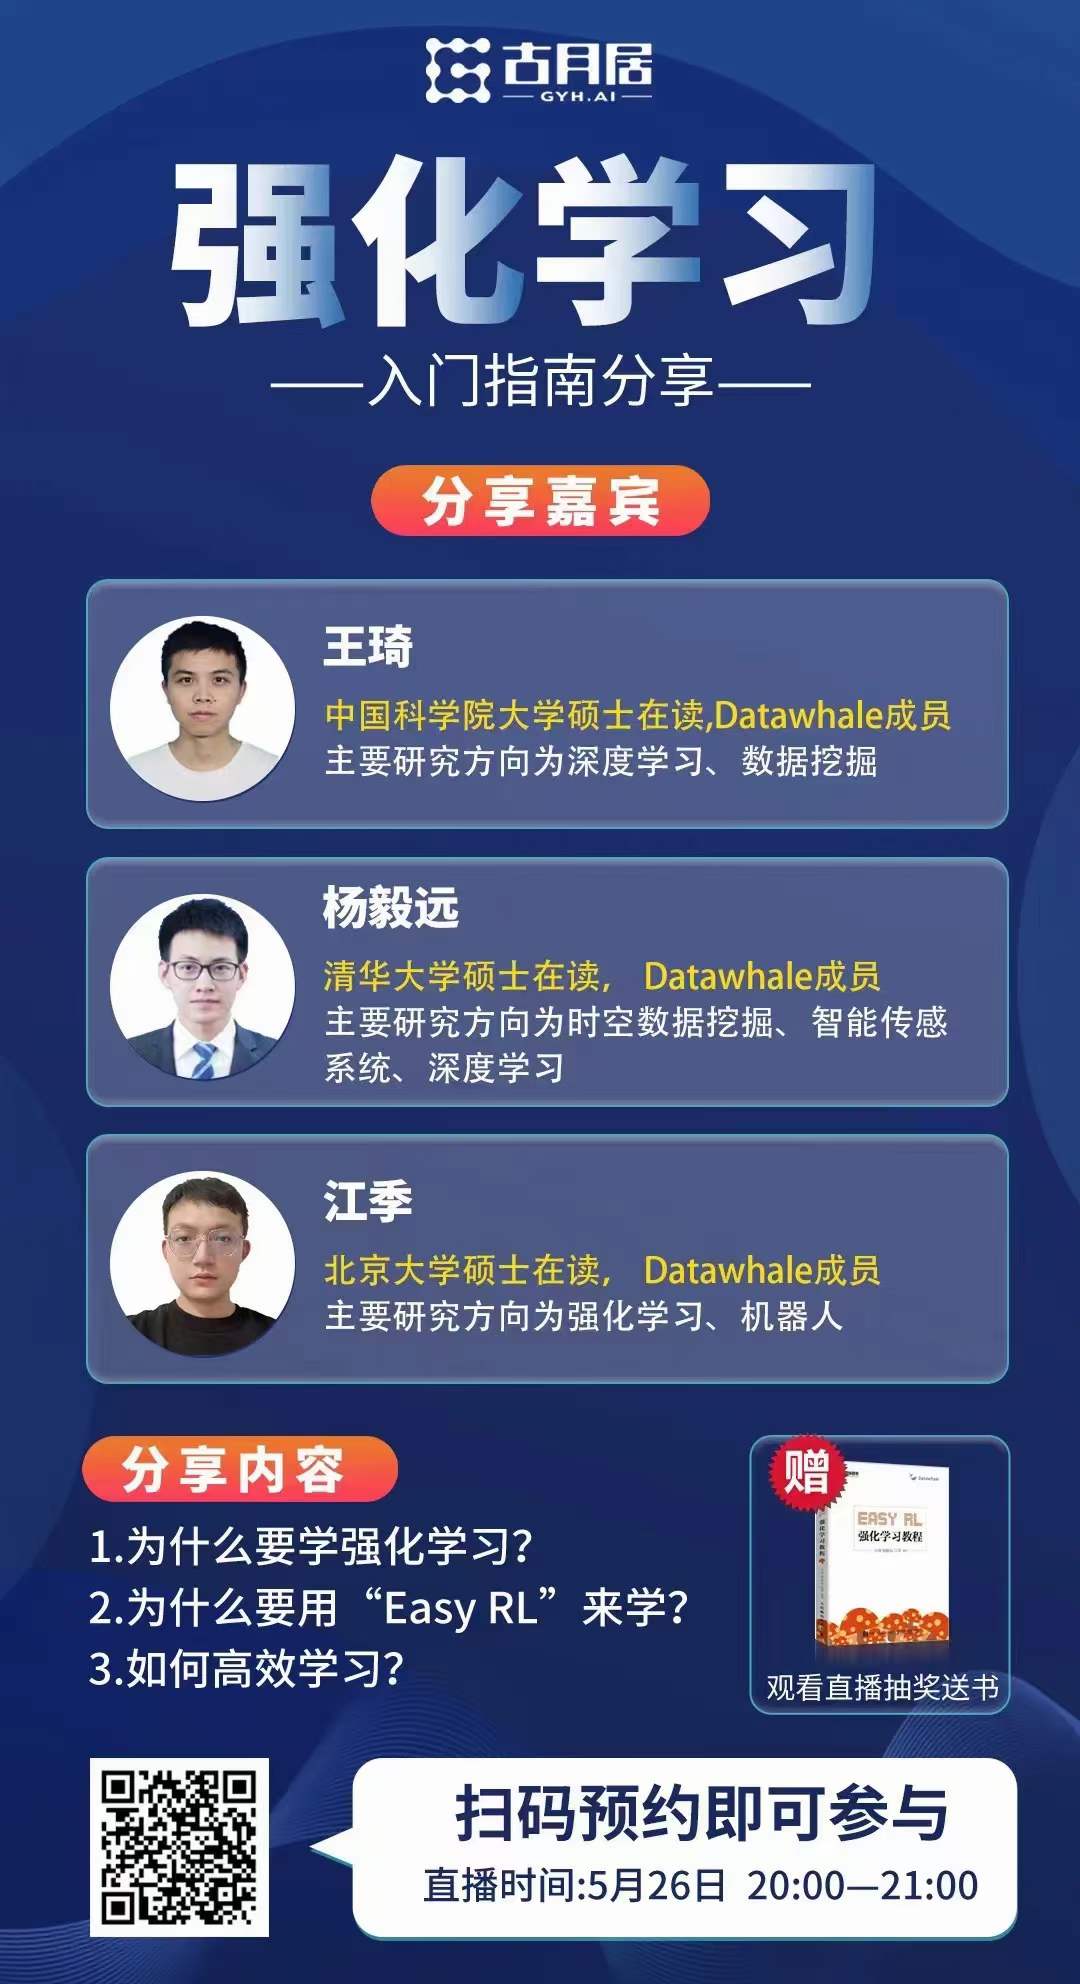 古月居
GYH.AI
强化学习
——入门指南分享——
分享嘉宾
王琦
中国科学院大学硕士在读,Datawhale成员
主要研究方向为深度学习、数据挖掘
杨毅远
清华大学硕士在读， Datawhale成员
主要研究方向为时空数据挖掘、智能传感
系统、深度学习
江季
北京大学硕士在读， Datawhale成员
主要研究方向为强化学习、机器人
分享内容
1.为什么要学强化学习?
2.为什么要用“Easy RL”来学?
3.如何高效学习?
赠
Datawhale
EASY RL
强化学习教程
强化学习教程
观看直播抽奖送书
扫码预约即可参与
直播时间:5月26日 20:00—21:00